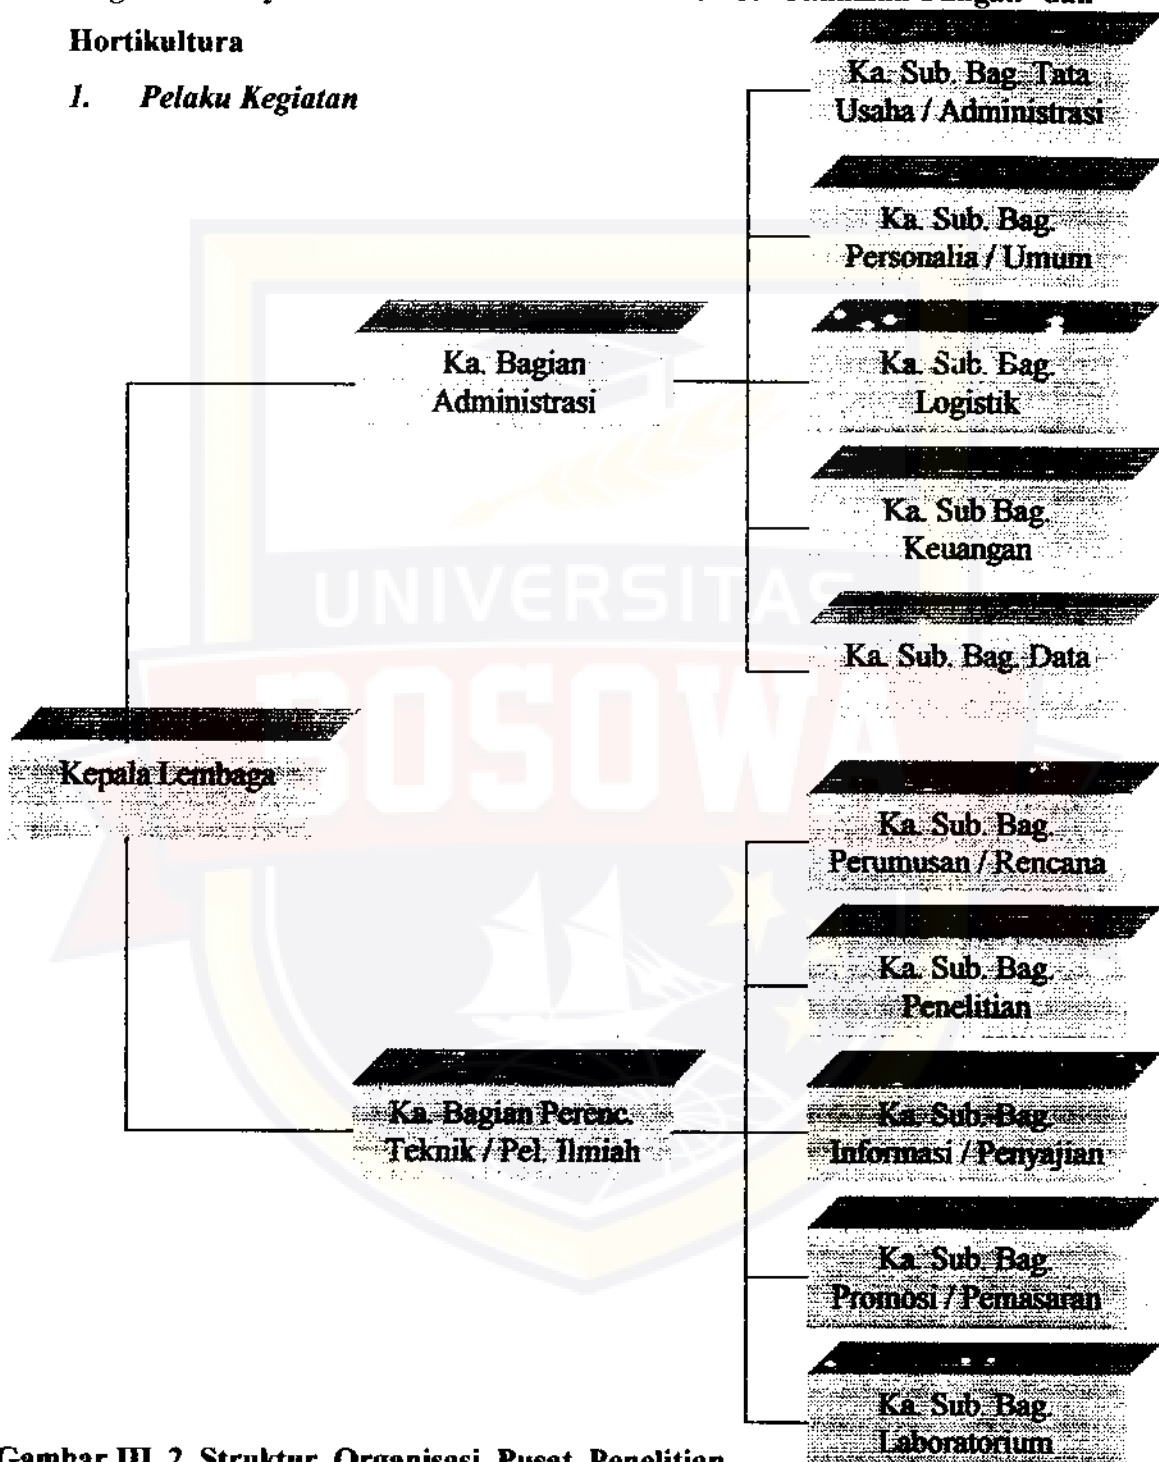 dan
Hortikultura
1. Pelaku Kegiatan
Ka. Sub. Bag. Tata
Usaha / Administrasi
Ka. Sub. Bag.
Personalia / Umum
Ka. Bagian
Administrasi
Ka. Sub. Bag.
Logistik
Ka. Sub Bag.
Keuangan
Ka. Sub. Bag. Data
UNIVERSITAS
BOSOWA
Kepala Lembaga
Ka. Sub. Bag.
Perumusan / Rencana
Ka. Sub. Bag.
Penelitian
Ka. Bagian Perenc.
Teknik / Pel. Ilmiah
Ka. Sub. Bag.
Informasi / Penyajian
Ka. Sub. Bag.
Promosi / Pemasaran
Ka. Sub. Bag.
Laboratorium
Gambar III. 2 Struktur Organisasi Pusat Penelitian